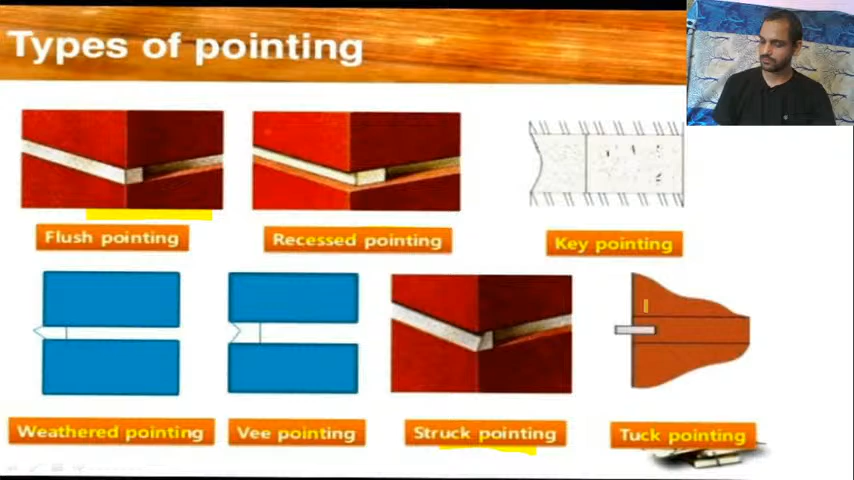 Types of pointing
Flush pointing
Recessed pointing
Key pointing
Weathered pointing
Vee pointing
Struck pointing
Tuck pointing